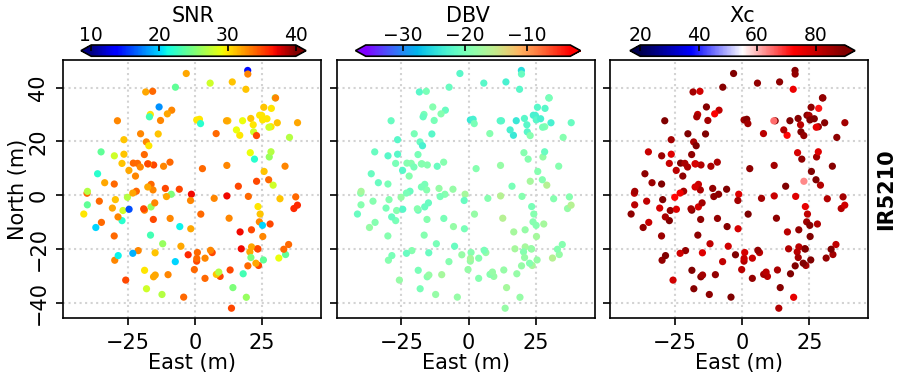 SNR DBV Xc
10 20 30 40 −30 −20 −10 20 40 60 80
40
20
0
−20
−40
North (m)
−25 0 25 −25 0 25 −25 0 25
East (m) East (m) East (m)
IR5210